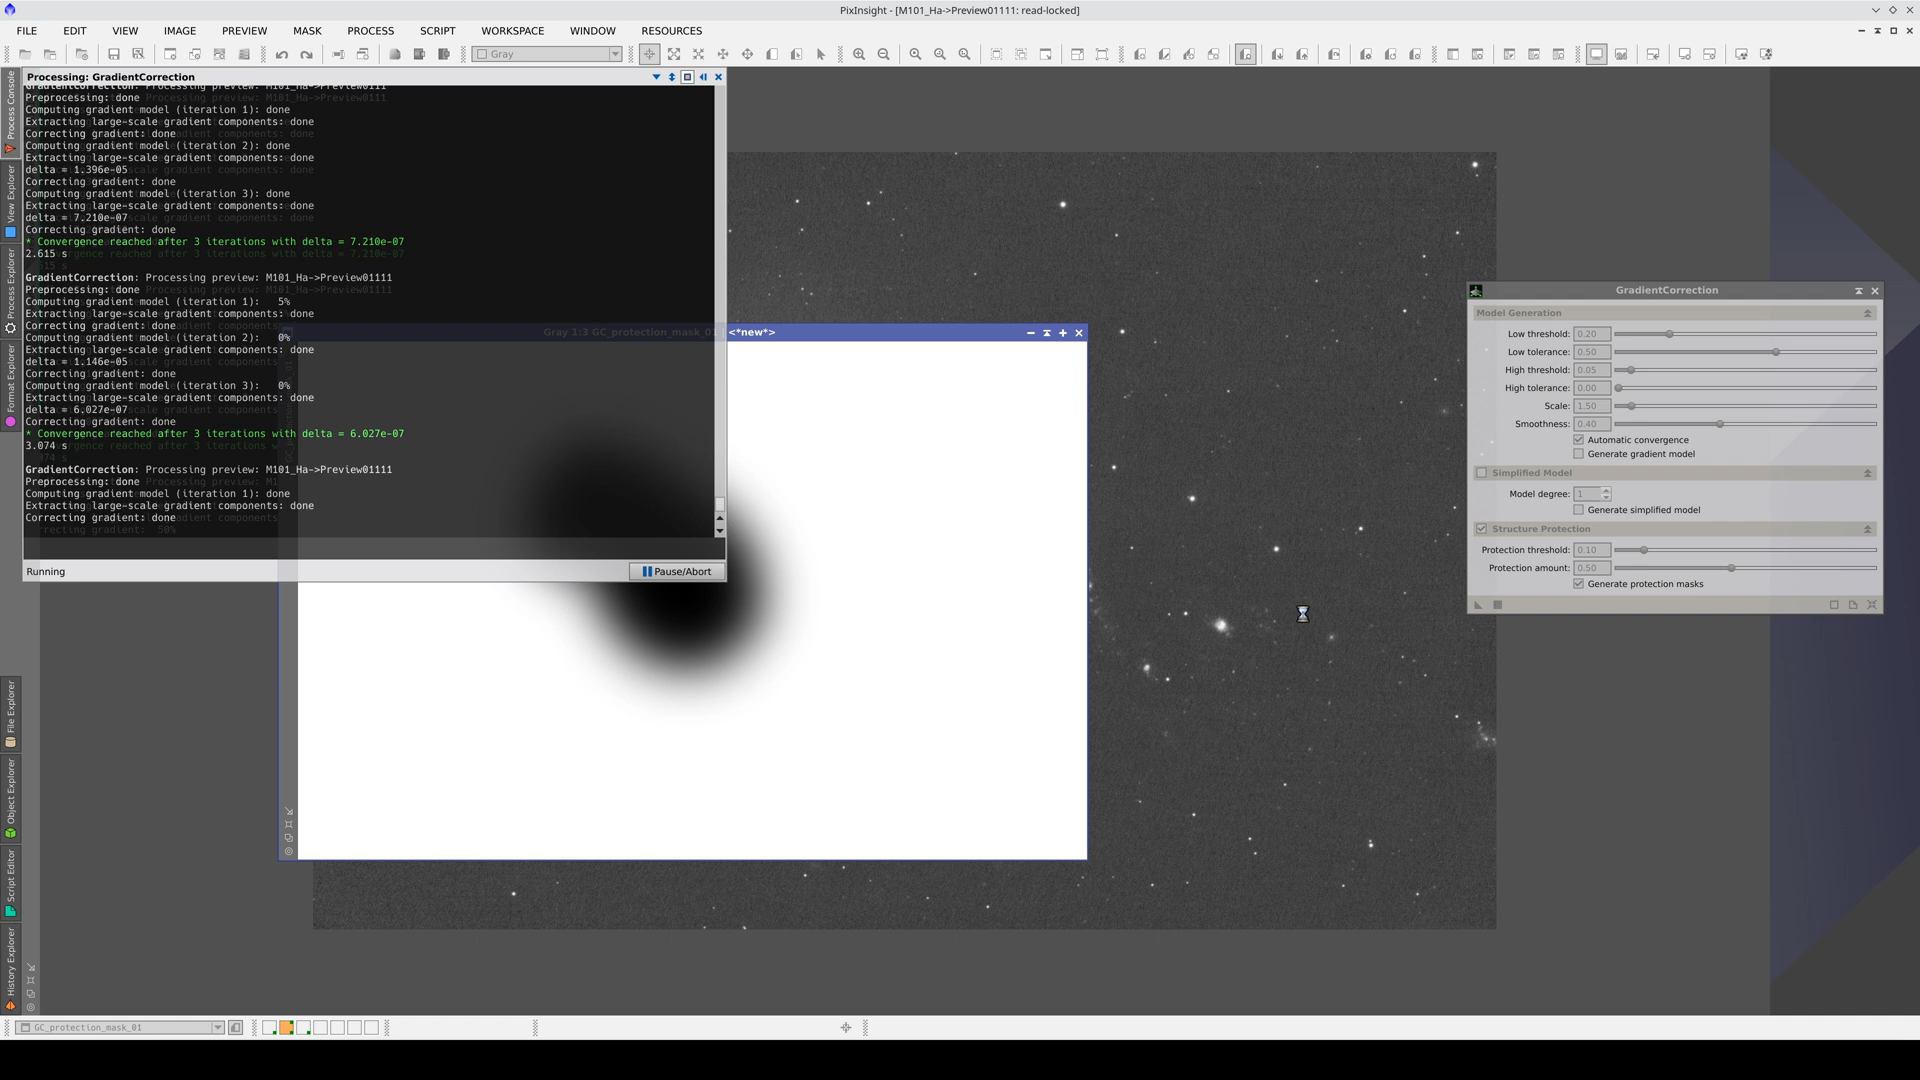 PixInsight - [M101_Ha->Preview01111: read-locked]
FILE EDIT VIEW IMAGE PREVIEW PROCESS MASK SCRIPT WORKSPACE WINDOW RESOURCES
Gray
Processing: GradientCorrection
GradientCorrection: Processing preview: M101_Ha->Preview0111
Preprocessing: done
Computing gradient model (iteration 1): done
Extracting large-scale gradient components: done
Correcting gradient: done
Computing gradient model (iteration 2): done
Extracting large-scale gradient components: done
delta = 1.396e-05
Correcting gradient: done
Computing gradient model (iteration 3): done
Extracting large-scale gradient components: done
delta = 7.210e-07
Correcting gradient: done
* Convergence reached after 3 iterations with delta = 7.210e-07
2.615 s
GradientCorrection: Processing preview: M101_Ha->Preview01111
Preprocessing: done
Computing gradient model (iteration 1): 5%
Extracting large-scale gradient components: done
Correcting gradient: done
Computing gradient model (iteration 2): 0%
Extracting large-scale gradient components: done
delta = 1.146e-05
Correcting gradient: done
Computing gradient model (iteration 3): 0%
Extracting large-scale gradient components: done
delta = 6.027e-07
Correcting gradient: done
* Convergence reached after 3 iterations with delta = 6.027e-07
3.074 s
GradientCorrection: Processing preview: M101_Ha->Preview01111
Preprocessing: done
Computing gradient model (iteration 1): done
Extracting large-scale gradient components: done
Correcting gradient: done
Running
Pause/Abort
Gray 1:3 GC_protection_mask_01 | <*new*>
GradientCorrection
Model Generation
Low threshold: 0.20
Low tolerance: 0.50
High threshold: 0.05
High tolerance: 0.00
Scale: 1.50
Smoothness: 0.40
Automatic convergence
Generate gradient model
Simplified Model
Model degree: 1
Generate simplified model
Structure Protection
Protection threshold: 0.10
Protection amount: 0.50
Generate protection masks
Process Console
View Explorer
Process Explorer
Format Explorer
File Explorer
Object Explorer
Script Editor
History Explorer
GC_protection_mask_01